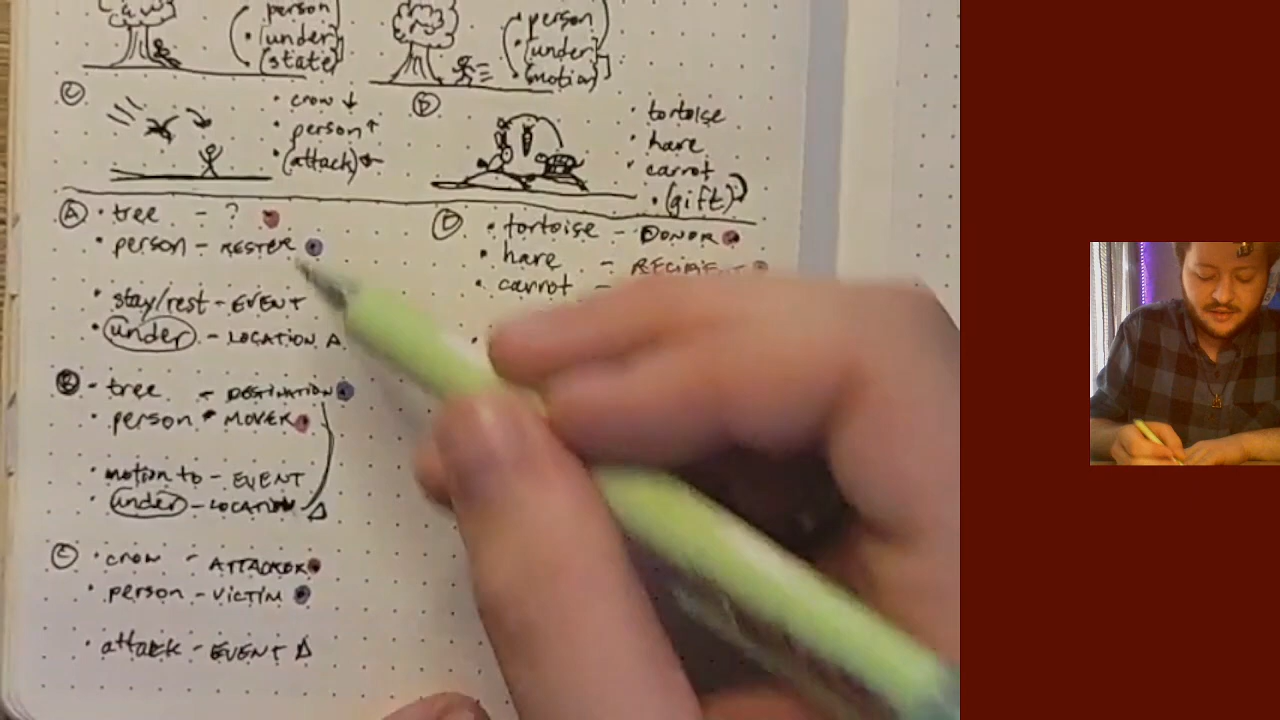 person
(under)
(state)
person
(under)
(motion)
C
• crow ↓
• person ↑
• (attack) ←
D
• tortoise
• hare
• carrot
• (gift)
A • tree - ?
• person - RESTER
• stay/rest - EVENT
• under - LOCATION Δ
B - tree - DESTINATION
• person - MOVER
• motion to - EVENT
• under - LOCATION Δ
C • crow - ATTACKER
• person - VICTIM
• attack - EVENT Δ
D • tortoise - DONOR
• hare - RECIPIENT
• carrot -